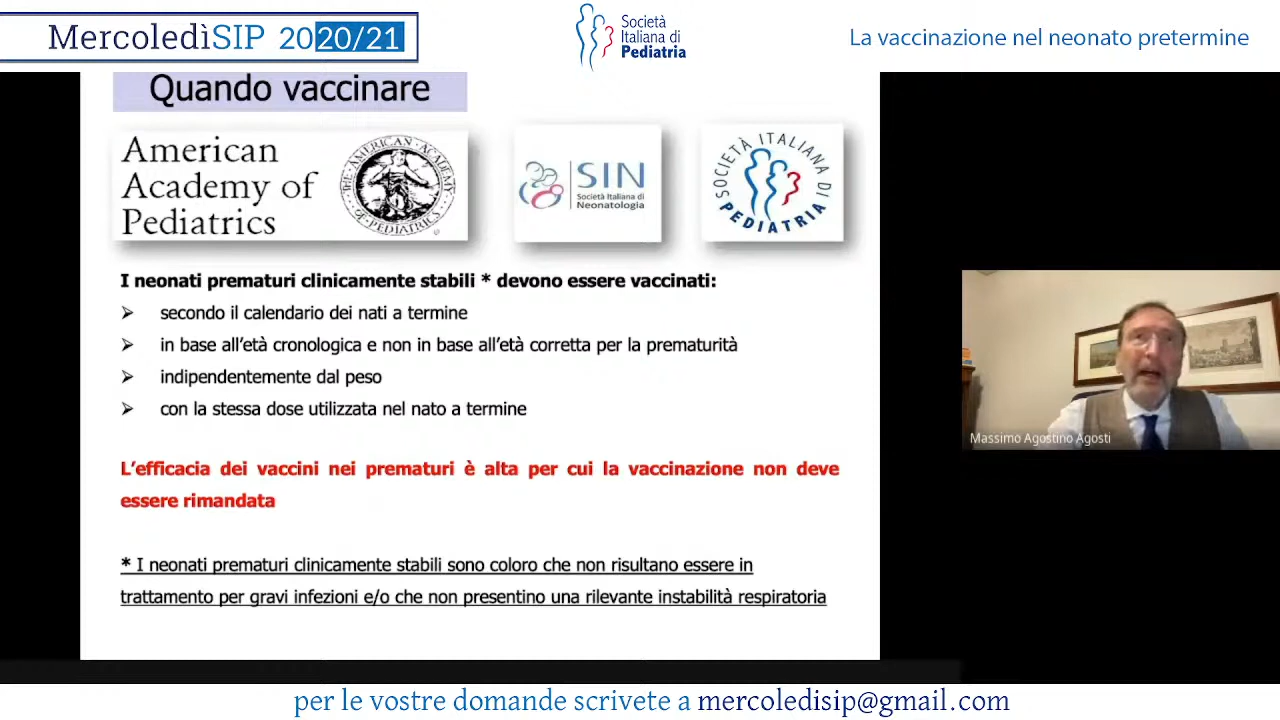 MercoledìSIP 2020/21
Società
Italiana di
Pediatria
La vaccinazione nel neonato pretermine
Quando vaccinare
American
Academy of
Pediatrics
THE AMERICAN ACADEMY
OF PEDIATRICS
SIN
Società Italiana di
Neonatologia
SOCIETÀ ITALIANA DI
PEDIATRIA
I neonati prematuri clinicamente stabili * devono essere vaccinati:
secondo il calendario dei nati a termine
in base all’età cronologica e non in base all’età corretta per la prematurità
indipendentemente dal peso
con la stessa dose utilizzata nel nato a termine
L’efficacia dei vaccini nei prematuri è alta per cui la vaccinazione non deve
essere rimandata
* I neonati prematuri clinicamente stabili sono coloro che non risultano essere in
trattamento per gravi infezioni e/o che non presentino una rilevante instabilità respiratoria
Massimo Agostino Agosti
per le vostre domande scrivete a mercoledisip@gmail.com